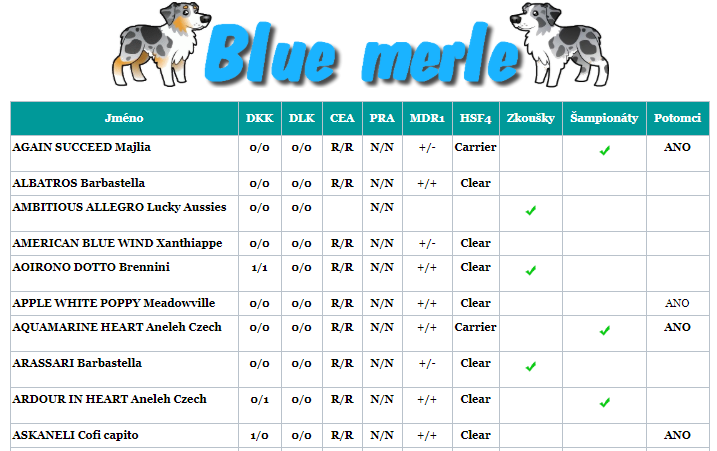 Blue merle
Jméno DKK DLK CEA PRA MDR1 HSF4 Zkoušky Šampionáty Potomci
AGAIN SUCCEED Majlia 0/0 0/0 R/R N/N +/- Carrier ANO
ALBATROS Barbastella 0/0 0/0 R/R N/N +/+ Clear
AMBITIOUS ALLEGRO Lucky Aussies 0/0 0/0 N/N
AMERICAN BLUE WIND Xanthiappe 0/0 0/0 R/R N/N +/- Clear
AOIRONO DOTTO Brennini 1/1 0/0 R/R N/N +/+ Clear
APPLE WHITE POPPY Meadowville 0/0 0/0 R/R N/N +/+ Clear ANO
AQUAMARINE HEART Aneleh Czech 0/0 0/0 R/R N/N +/+ Carrier ANO
ARASSARI Barbastella 0/0 0/0 R/R N/N +/- Clear
ARDOUR IN HEART Aneleh Czech 0/1 0/0 R/R N/N +/+ Clear
ASKANELI Cofi capito 1/0 0/0 R/R N/N +/+ Clear ANO